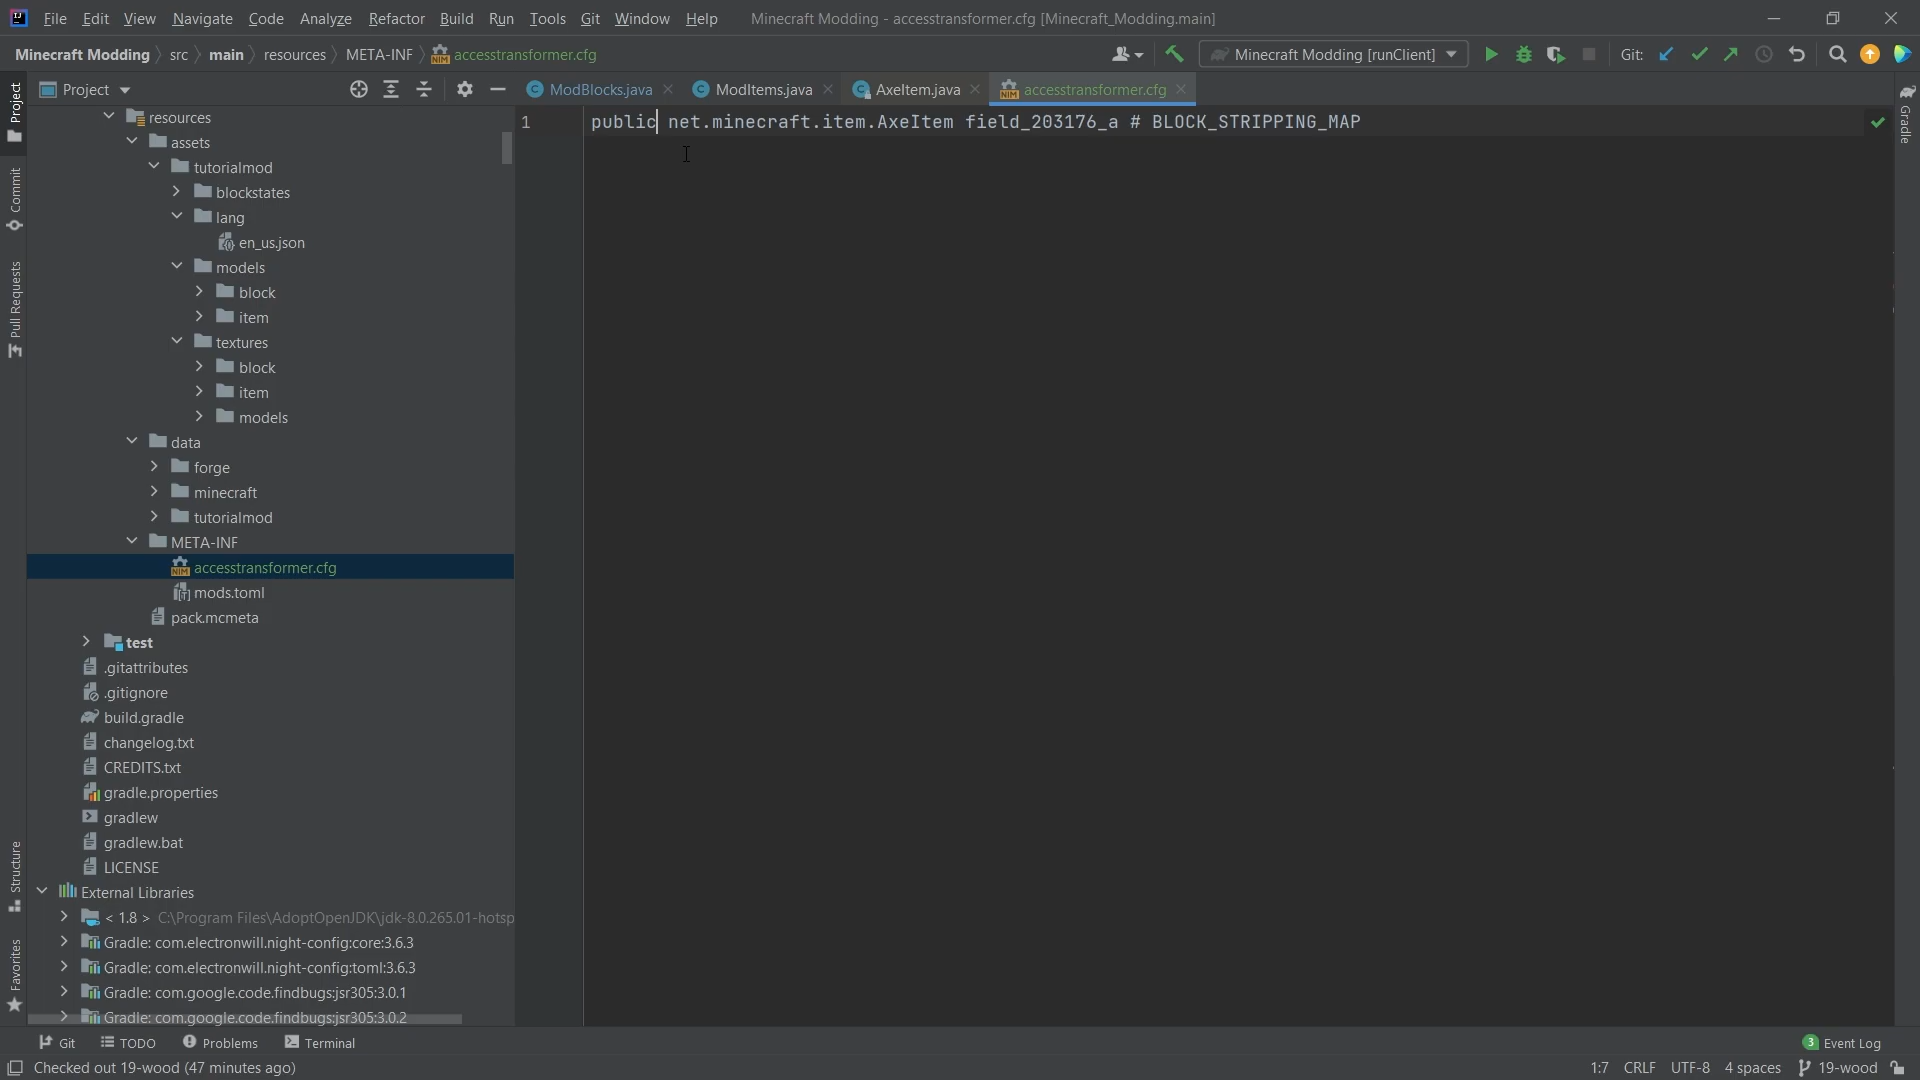 File Edit View Navigate Code Analyze Refactor Build Run Tools Git Window Help Minecraft Modding - accesstransformer.cfg [Minecraft_Modding.main]
Minecraft Modding src main resources META-INF accesstransformer.cfg Minecraft Modding [runClient] Git:
Project ModBlocks.java ModItems.java AxeItem.java accesstransformer.cfg
1 public net.minecraft.item.AxeItem field_203176_a # BLOCK_STRIPPING_MAP
resources
assets
tutorialmod
blockstates
lang
en_us.json
models
block
item
textures
block
item
models
data
forge
minecraft
tutorialmod
META-INF
accesstransformer.cfg
mods.toml
pack.mcmeta
test
.gitattributes
.gitignore
build.gradle
changelog.txt
CREDITS.txt
gradle.properties
gradlew
gradlew.bat
LICENSE
External Libraries
< 1.8 > C:\Program Files\AdoptOpenJDK\jdk-8.0.265.01-hotsp
Gradle: com.electronwill.night-config:core:3.6.3
Gradle: com.electronwill.night-config:toml:3.6.3
Gradle: com.google.code.findbugs:jsr305:3.0.1
Gradle: com.google.code.findbugs:jsr305:3.0.2
Project
Commit
Pull Requests
Structure
Favorites
Gradle
Git TODO Problems Terminal 3 Event Log
Checked out 19-wood (47 minutes ago) 1:7 CRLF UTF-8 4 spaces 19-wood